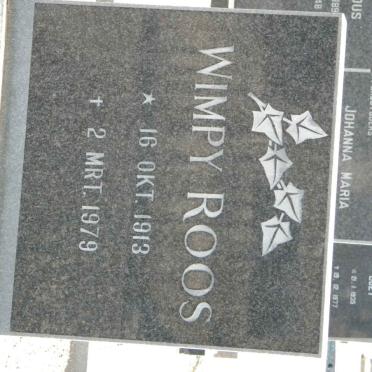 WIMPY ROOS
★ 16 OKT. 1913
✝ 2 MRT. 1979
JOHANNA MARIA